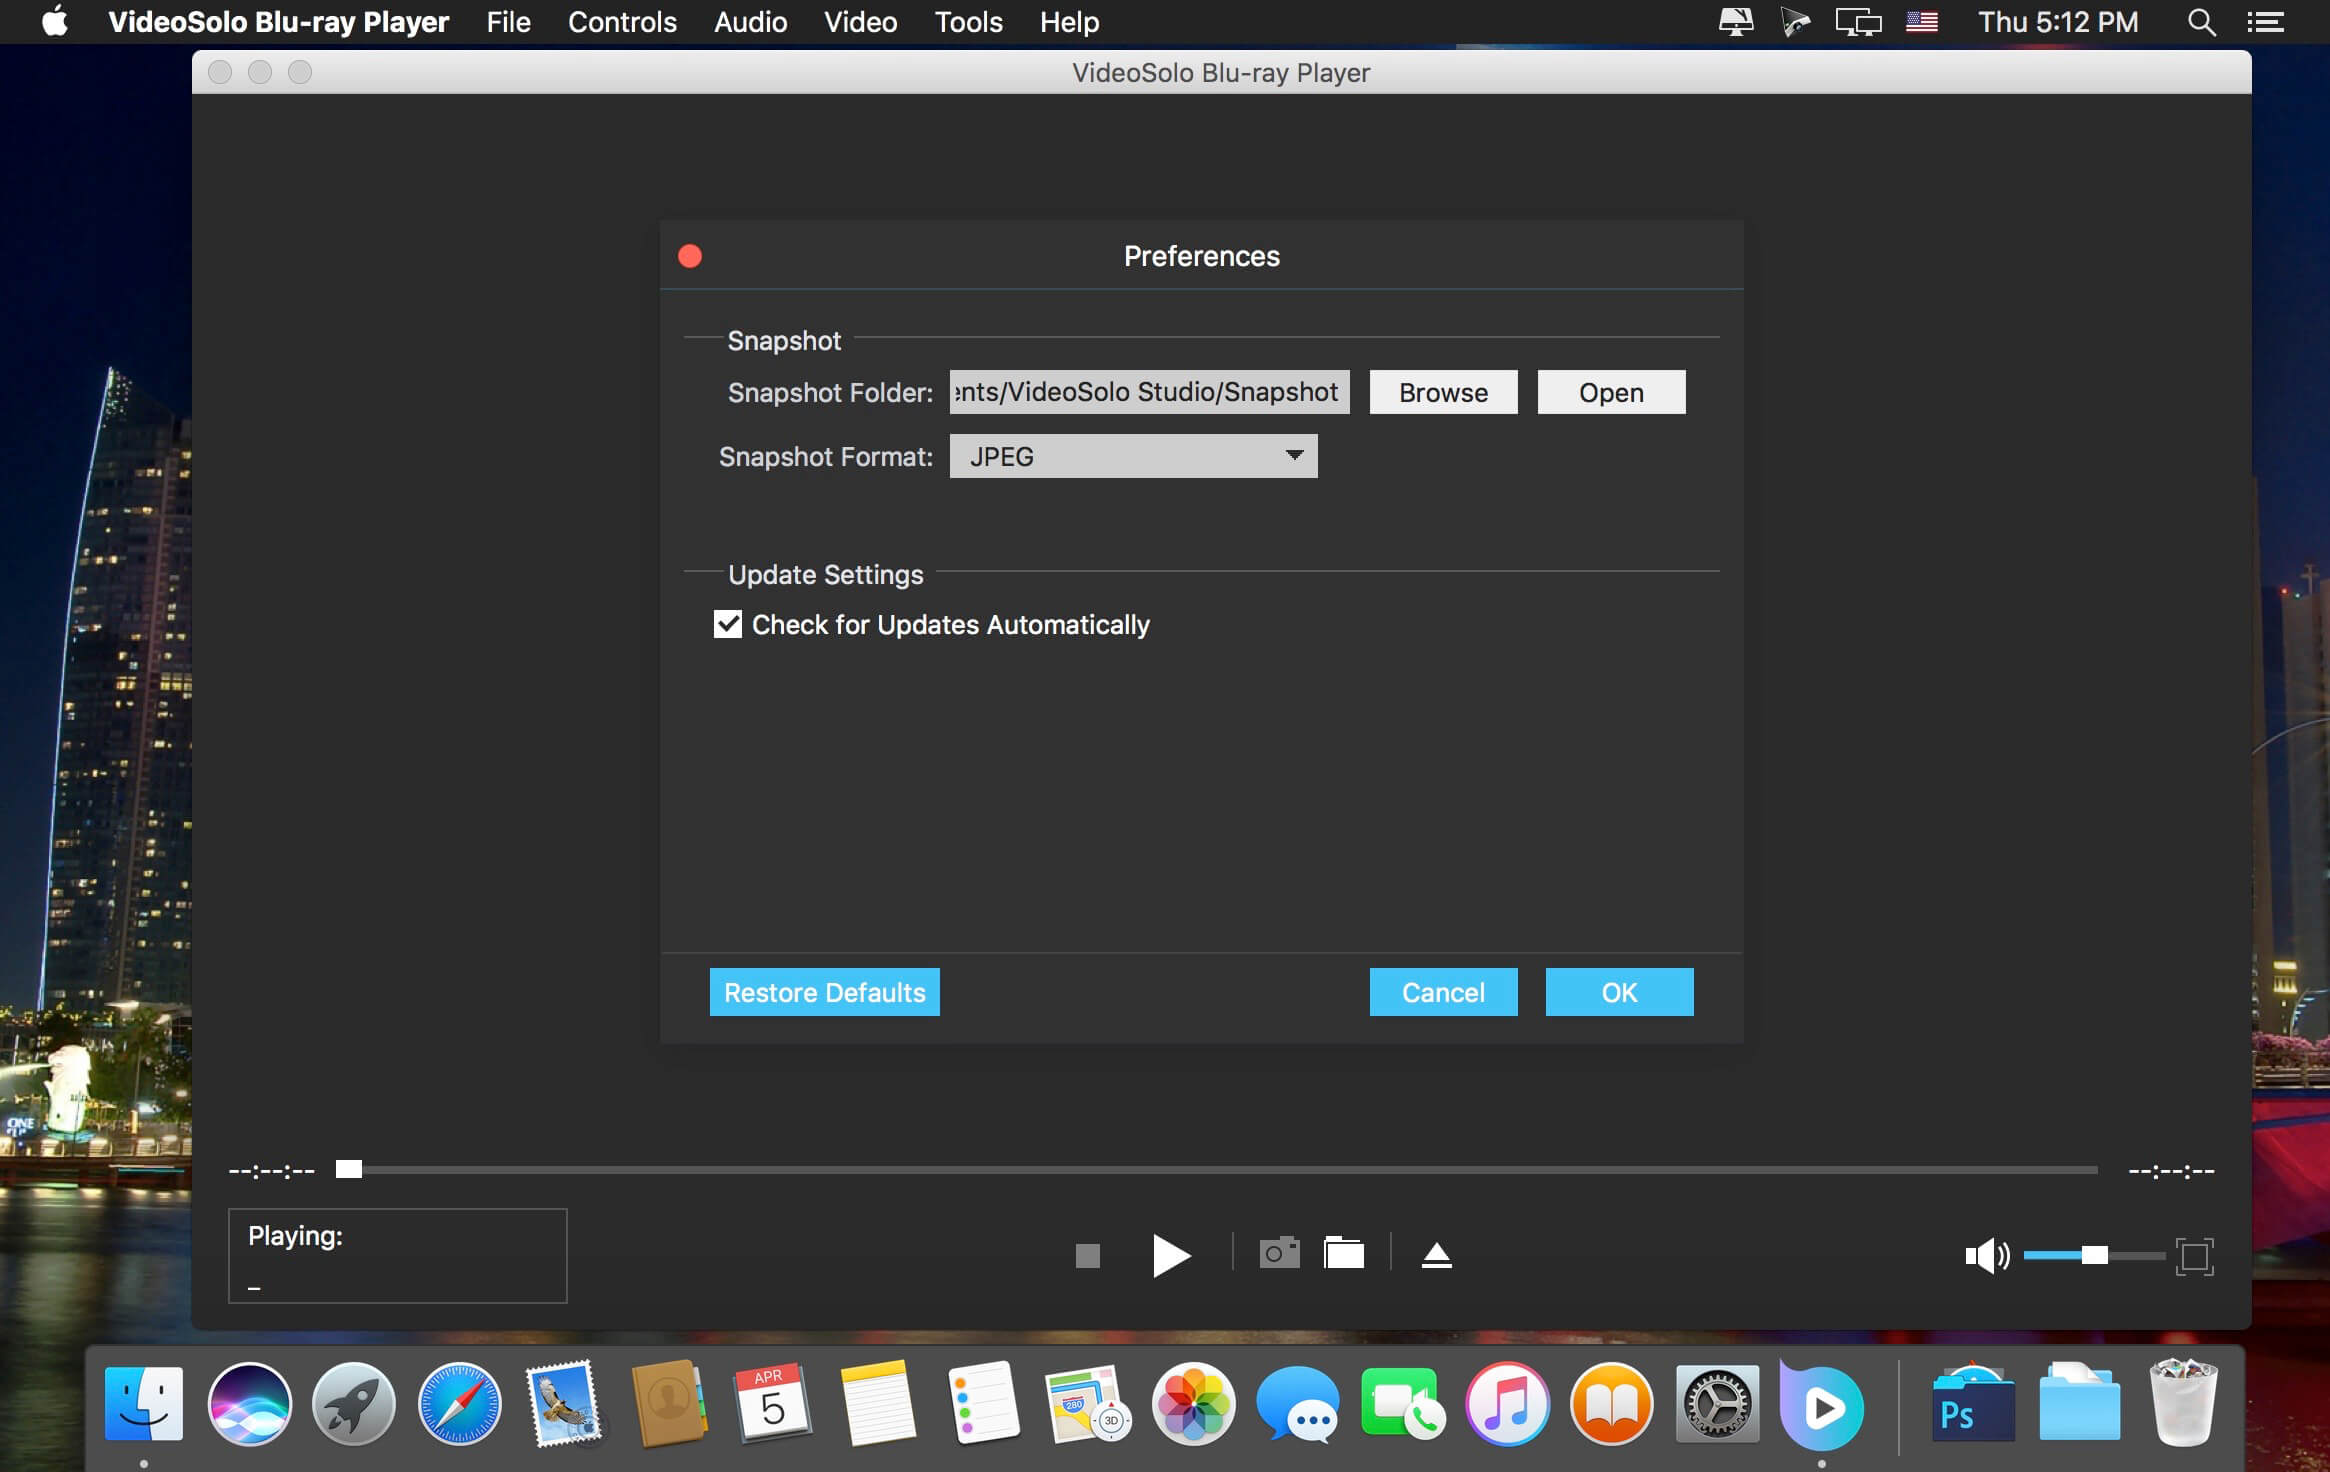 VideoSolo Blu-ray Player File Controls Audio Video Tools Help Thu 5:12 PM
VideoSolo Blu-ray Player
Preferences
Snapshot
Snapshot Folder: ents/VideoSolo Studio/Snapshot Browse Open
Snapshot Format: JPEG
Update Settings
Check for Updates Automatically
Restore Defaults Cancel OK
ONE
--:--:-- --:--:--
Playing:
_
APR
5
280
3D
Ps